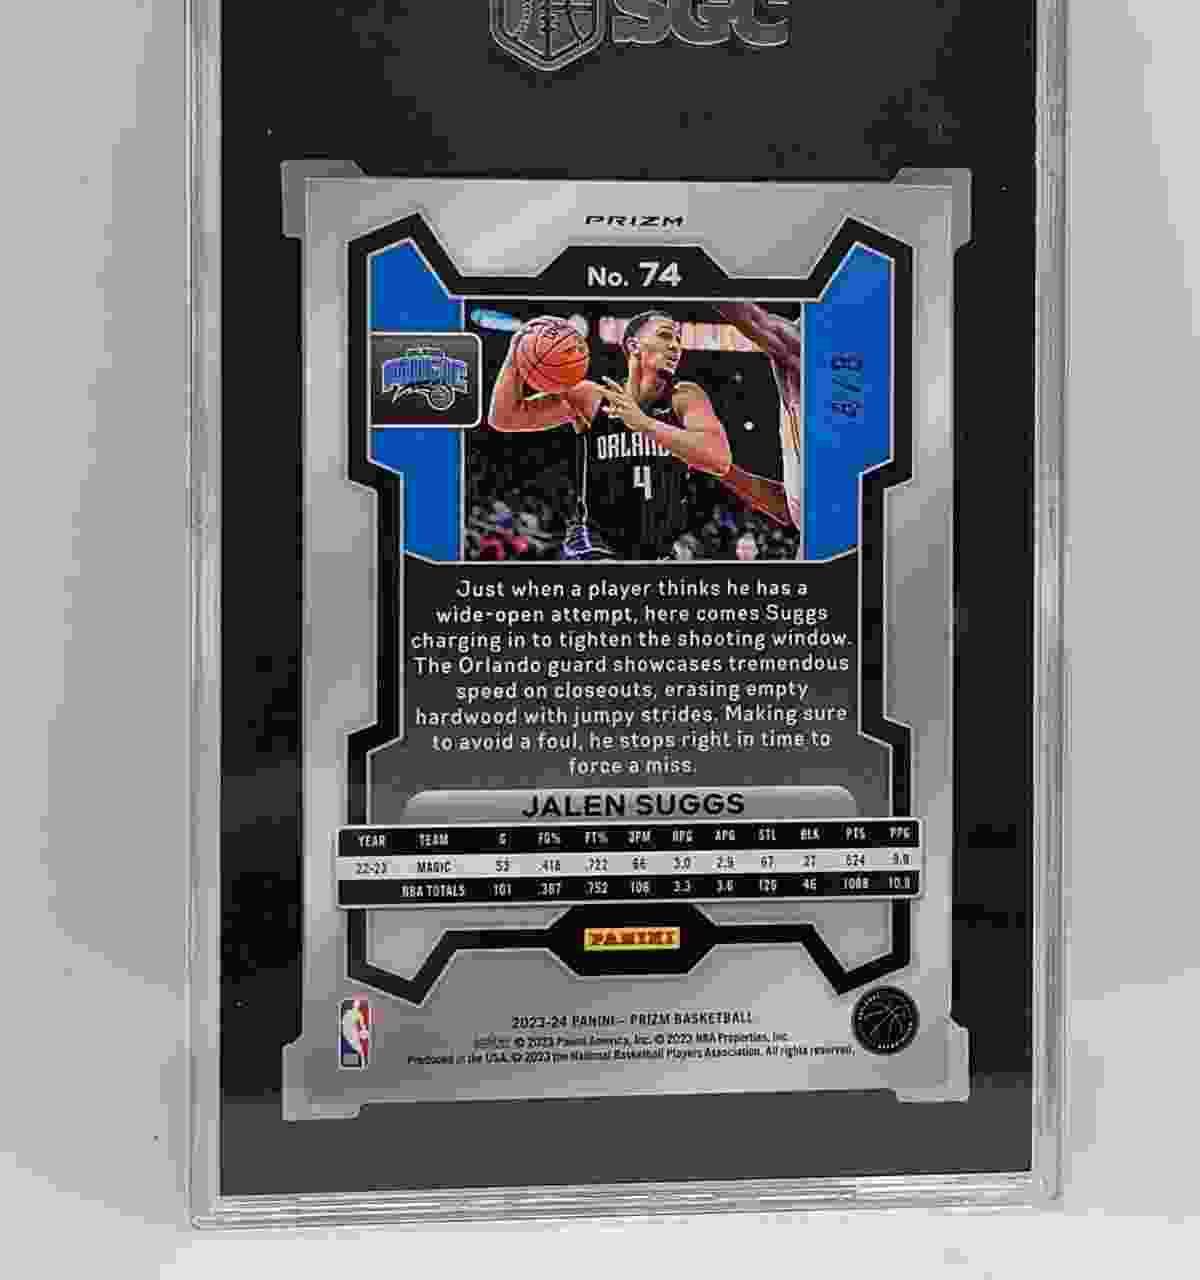 SGC
PRIZM
No. 74
ORLANDO
4
Just when a player thinks he has a
wide-open attempt, here comes Suggs
charging in to tighten the shooting window.
The Orlando guard showcases tremendous
speed on closeouts, erasing empty
hardwood with jumpy strides. Making sure
to avoid a foul, he stops right in time to
force a miss.
JALEN SUGGS
YEAR TEAM G FG% FT% 3PM RPG APG STL BLK PTS PPG
22-23 MAGIC 53 .418 .722 66 3.0 2.9 67 27 524 9.9
NBA TOTALS 101 .387 .752 106 3.3 3.6 126 46 1088 10.8
PANINI
2023-24 PANINI – PRIZM BASKETBALL
© 2023 Panini America, Inc. © 2023 NBA Properties, Inc.
Produced in the USA. © 2023 the National Basketball Players Association. All rights reserved.